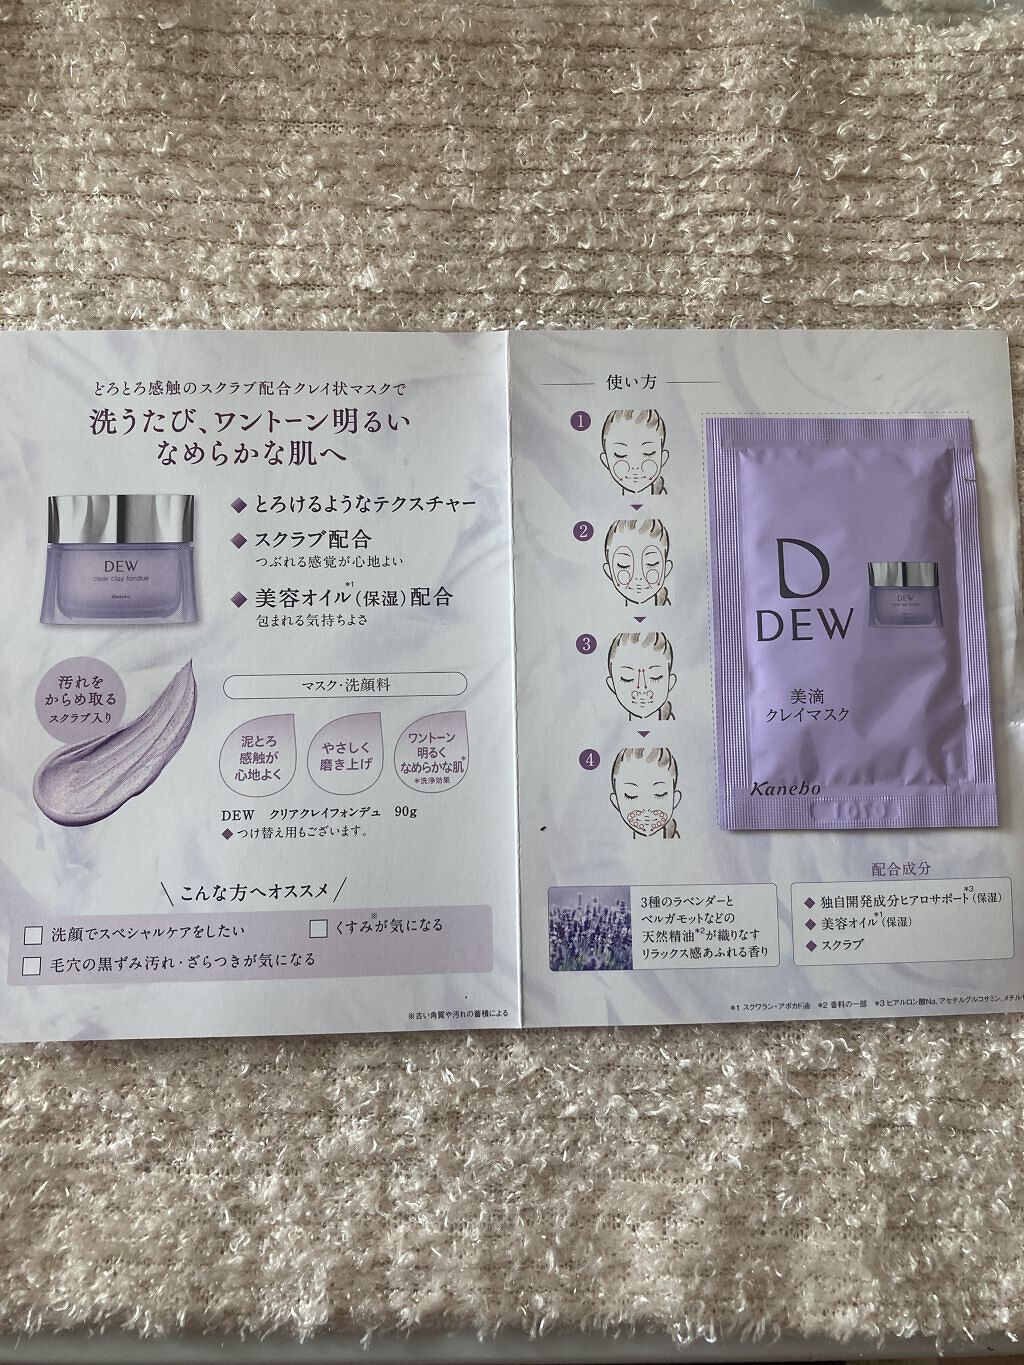 どろとろ感触のスクラブ配合クレイ状マスクで
洗うたび、ワントーン明るい
なめらかな肌へ
DEW
clear clay fondue
Kanebo
◆とろけるようなテクスチャー
◆スクラブ配合
つぶれる感覚が心地よい
◆美容オイル*1(保湿)配合
包まれる気持ちよさ
汚れを
からめ取る
スクラブ入り
マスク・洗顔料
泥とろ
感触が
心地よく
やさしく
磨き上げ
ワントーン
明るく
なめらかな肌*
*洗浄効果
DEW クリアクレイフォンデュ 90g
◆つけ替え用もございます。
\こんな方へオススメ/
洗顔でスペシャルケアをしたい
くすみ※が気になる
毛穴の黒ずみ汚れ・ざらつきが気になる
※古い角質や汚れの蓄積による
使い方
1
2
3
4
D
DEW
DEW
美滴
クレイマスク
Kanebo
3種のラベンダーと
ベルガモットなどの
天然精油*2が織りなす
リラックス感あふれる香り
配合成分
◆独自開発成分ヒアロサポート*3(保湿)
◆美容オイル*1(保湿)
◆スクラブ
*1 スクワラン・アボカド油 *2 香料の一部 *3 ヒアルロン酸Na、アセチルグルコサミン、メチル